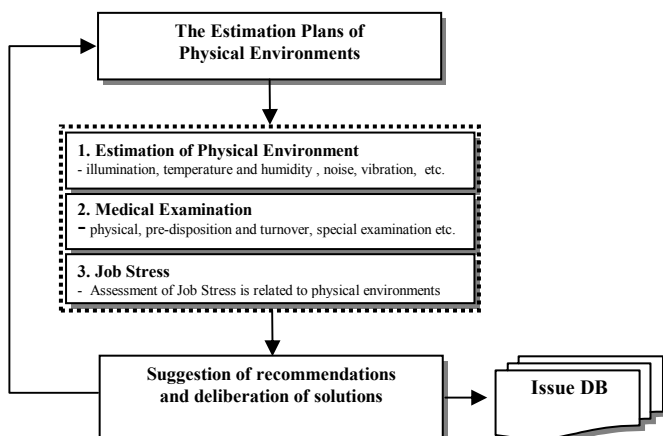 The Estimation Plans of
Physical Environments
1. Estimation of Physical Environment
- illumination, temperature and humidity , noise, vibration, etc.
2. Medical Examination
- physical, pre-disposition and turnover, special examination etc.
3. Job Stress
- Assessment of Job Stress is related to physical environments
Suggestion of recommendations
and deliberation of solutions
Issue DB